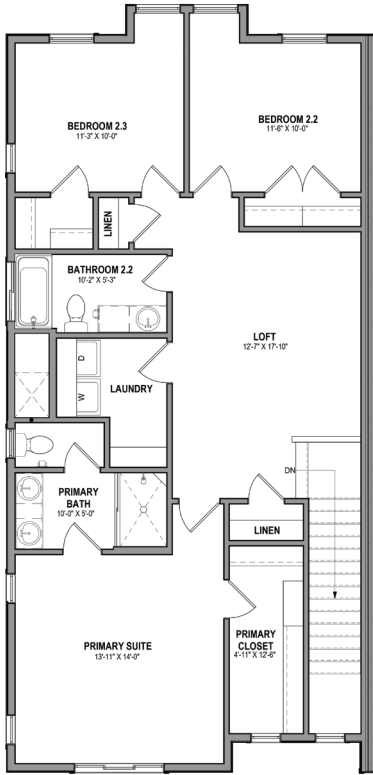 BEDROOM 2.3
11'-3" X 10'-0"
BEDROOM 2.2
11'-6" X 10'-0"
LINEN
BATHROOM 2.2
10'-2" X 5'-3"
LOFT
12'-7" X 17'-10"
D
W
LAUNDRY
DN
PRIMARY
BATH
10'-0" X 5'-0"
LINEN
PRIMARY SUITE
13'-11" X 14'-0"
PRIMARY
CLOSET
4'-11" X 12'-6"